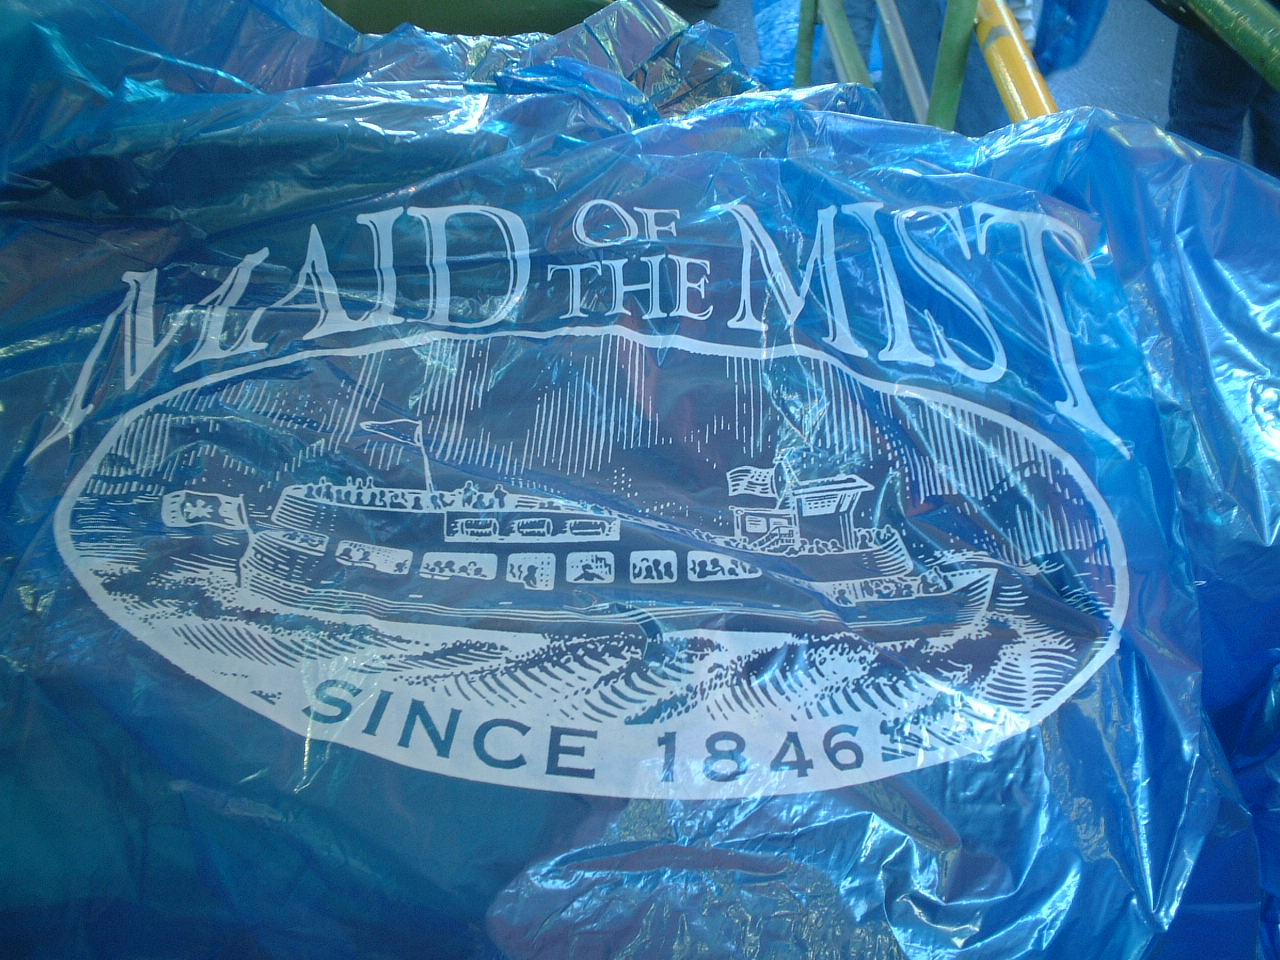 MAID OF THE MIST
SINCE 1846